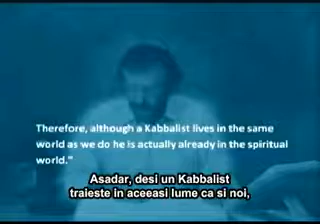 Therefore, although a Kabbalist lives in the same
world as we do he is actually already in the spiritual
world."
Asadar, desi un Kabbalist
traieste in aceeasi lume ca si noi,